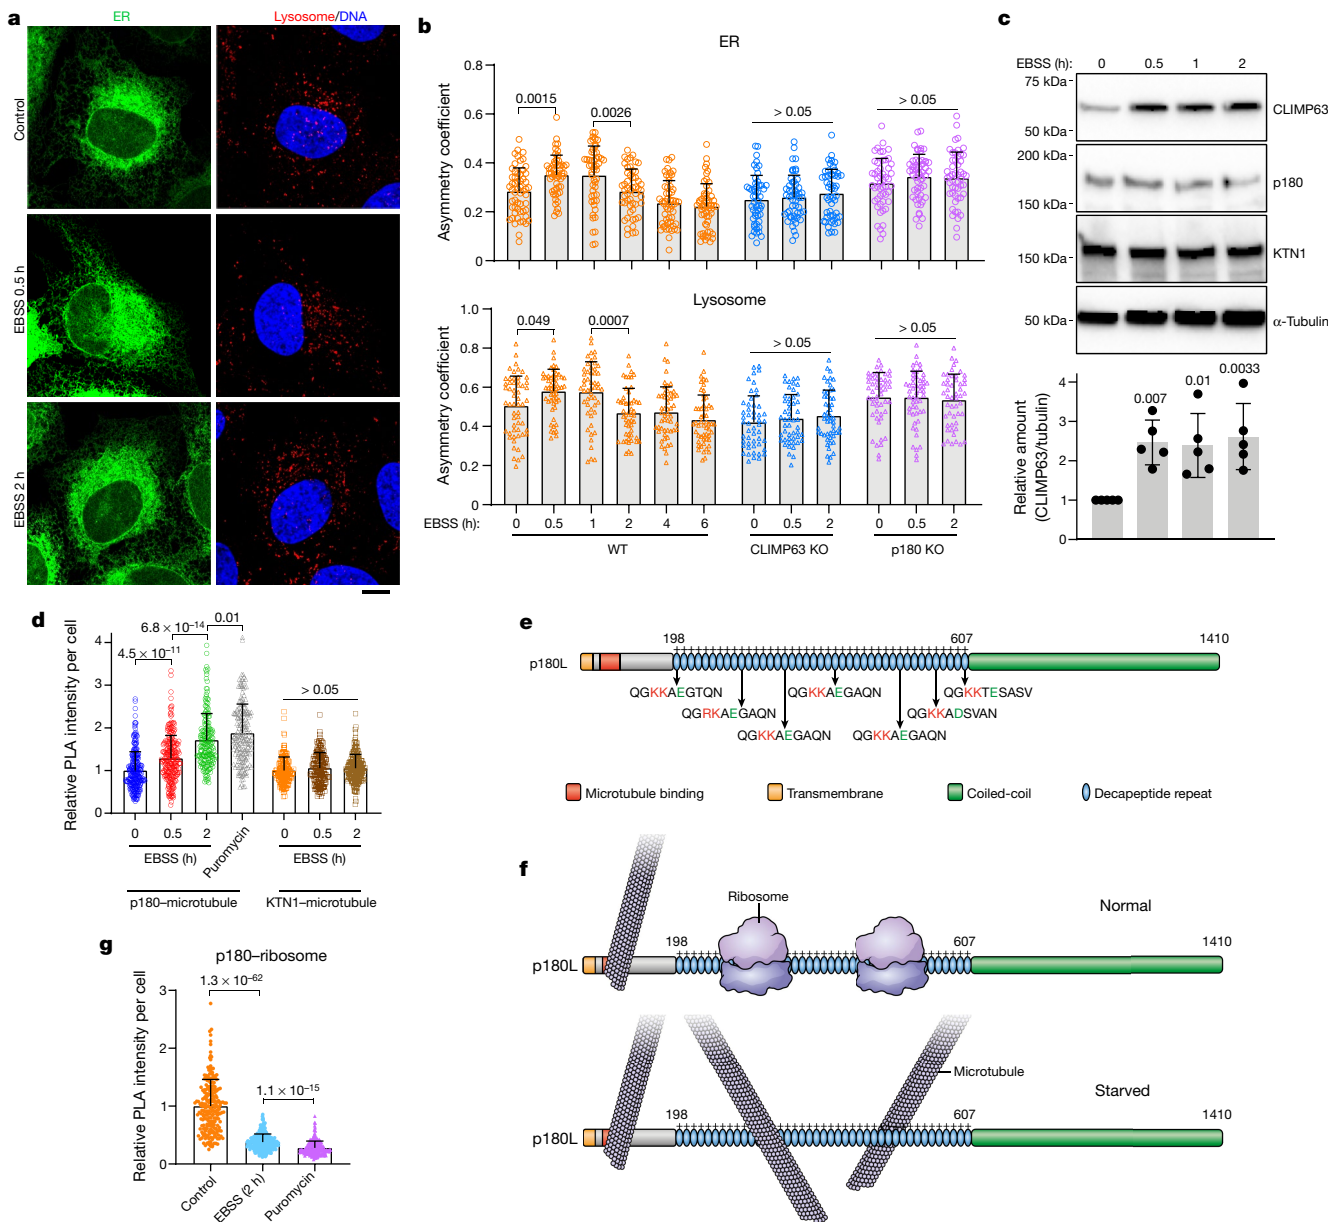 a
ER
Lysosome/DNA
Control
EBSS 0.5 h
EBSS 2 h
b
ER
Asymmetry coefficient
0.8
0.6
0.4
0.2
0
0.0015
0.0026
> 0.05
> 0.05
Lysosome
Asymmetry coefficient
1.0
0.8
0.6
0.4
0.2
0
0.049
0.0007
> 0.05
> 0.05
EBSS (h):
0 0.5 1 2 4 6 0 0.5 2 0 0.5 2
WT CLIMP63 KO p180 KO
c
EBSS (h): 0 0.5 1 2
75 kDa
CLIMP63
50 kDa
200 kDa
p180
150 kDa
150 kDa
KTN1
50 kDa
α-Tubulin
Relative amount
(CLIMP63/tubulin)
4
3
2
1
0
0.007
0.01
0.0033
d
Relative PLA intensity per cell
4
3
2
1
0
4.5 × 10⁻¹¹
6.8 × 10⁻¹⁴
0.01
> 0.05
0 0.5 2 Puromycin 0 0.5 2
EBSS (h) EBSS (h)
p180–microtubule KTN1–microtubule
e
198 607 1410
p180L
QGKKAEGTQN QGKKAEGAQN QGKKTESASV
QGRKAEGAQN QGKKADSVAN
QGKKAEGAQN QGKKAEGAQN
Microtubule binding Transmembrane Coiled-coil Decapeptide repeat
f
Ribosome
Normal
198 607 1410
p180L
Microtubule
Starved
198 607 1410
p180L
g
p180–ribosome
Relative PLA intensity per cell
3
2
1
0
1.3 × 10⁻⁶²
1.1 × 10⁻¹⁵
Control
EBSS (2 h)
Puromycin